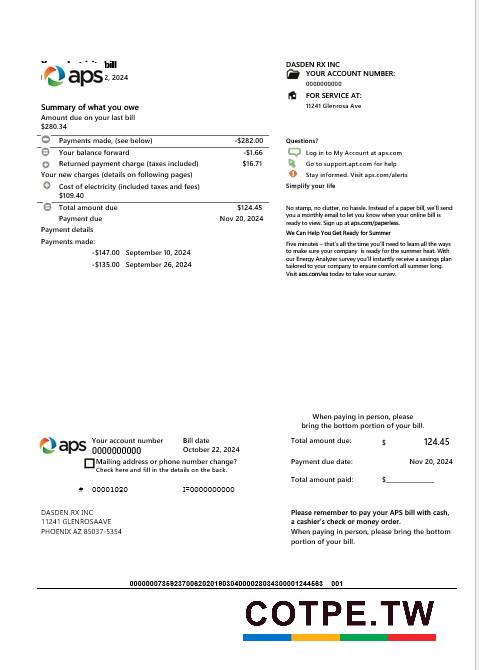 bill
aps
2, 2024
DASDEN RX INC
YOUR ACCOUNT NUMBER:
0000000000
FOR SERVICE AT:
11241 Glenrosa Ave
Summary of what you owe
Amount due on your last bill
$280.34
Payments made, (see below) -$282.00
Your balance forward -$1.66
Returned payment charge (taxes included) $16.71
Your new charges (details on following pages)
Cost of electricity (included taxes and fees)
$109.40
Total amount due $124.45
Payment due Nov 20, 2024
Payment details
Payments made:
-$147.00 September 10, 2024
-$135.00 September 26, 2024
Questions?
Log in to My Account at aps.com
Go to support.apt.com for help
Stay informed. Visit aps.com/alerts
Simplify your life
No stamp, no clutter, no hassle. Instead of a paper bill, we'll send
you a monthly email to let you know when your online bill is
ready to view. Sign up at aps.com/paperless.
We Can Help You Get Ready for Summer
Five minutes – that's all the time you'll need to learn all the ways
to make sure your company is ready for the summer heat. With
our Energy Analyzer survey you'll instantly receive a savings plan
tailored to your company to ensure comfort all summer long.
Visit aps.com/ea today to take your survey.
When paying in person, please
bring the bottom portion of your bill.
aps
Your account number Bill date
0000000000 October 22, 2024
Mailing address or phone number change?
Check here and fill in the details on the back.
# 00001020 I=0000000000
Total amount due: $ 124.45
Payment due date: Nov 20, 2024
Total amount paid: $
DASDEN RX INC
11241 GLENROSAAVE
PHOENIX AZ 85037-5354
Please remember to pay your APS bill with cash,
a cashier's check or money order.
When paying in person, please bring the bottom
portion of your bill.
001
COTPE.TW